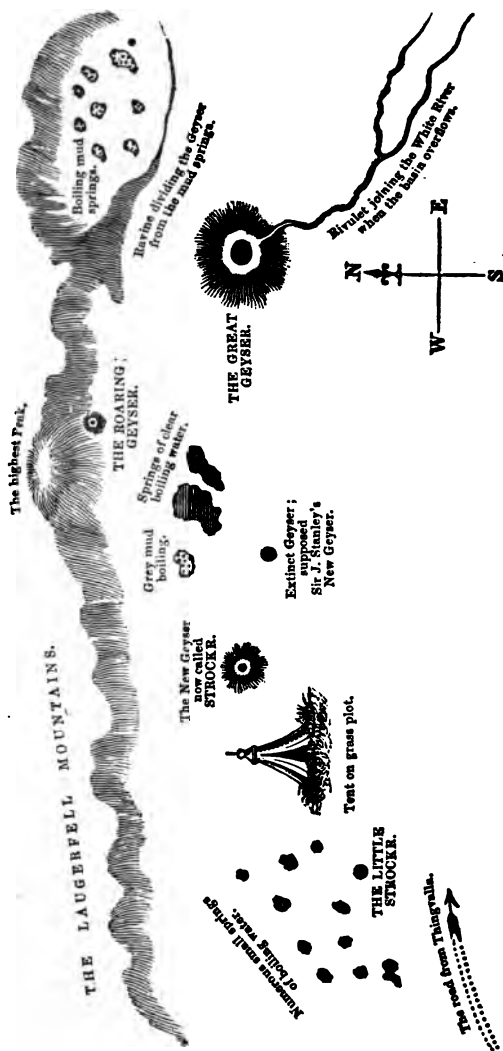 THE LAUGERFELL MOUNTAINS.
The highest Peak,
Boiling mud
springs.
Ravine dividing the Geyser
from the mud springs.
THE ROARING;
GEYSER.
Springs of clear
boiling water.
Grey mud
boiling.
The New Geyser
now called
STROCKR.
THE GREAT
GEYSER.
Extinct Geyser;
supposed
Sir J. Stanley's
New Geyser.
Rivulet joining the White River
when the basin overflows.
Tent on grass plot.
Numerous small springs
of boiling water.
THE LITTLE
STROCKR.
The road from Thingvalla.
N
W
E
S